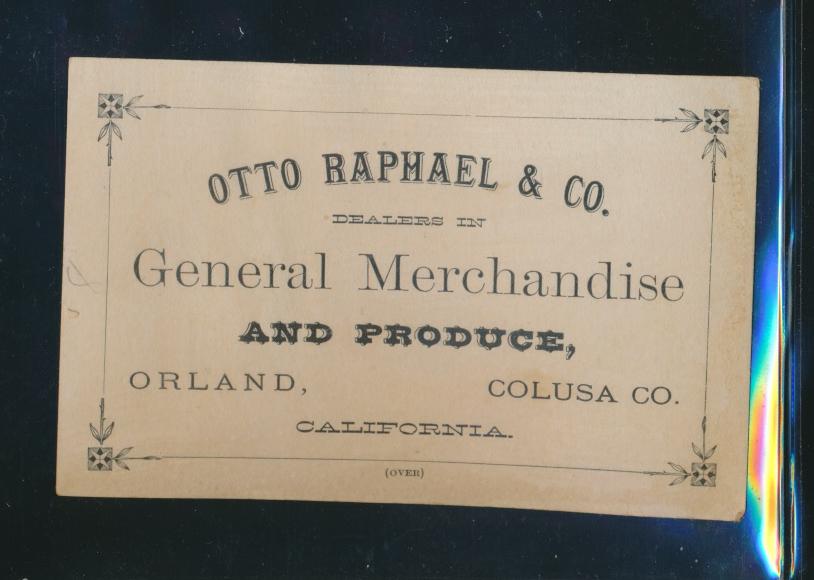 OTTO RAPHAEL & CO.
DEALERS IN
General Merchandise
AND PRODUCE,
ORLAND, COLUSA CO.
CALIFORNIA.
(OVER)